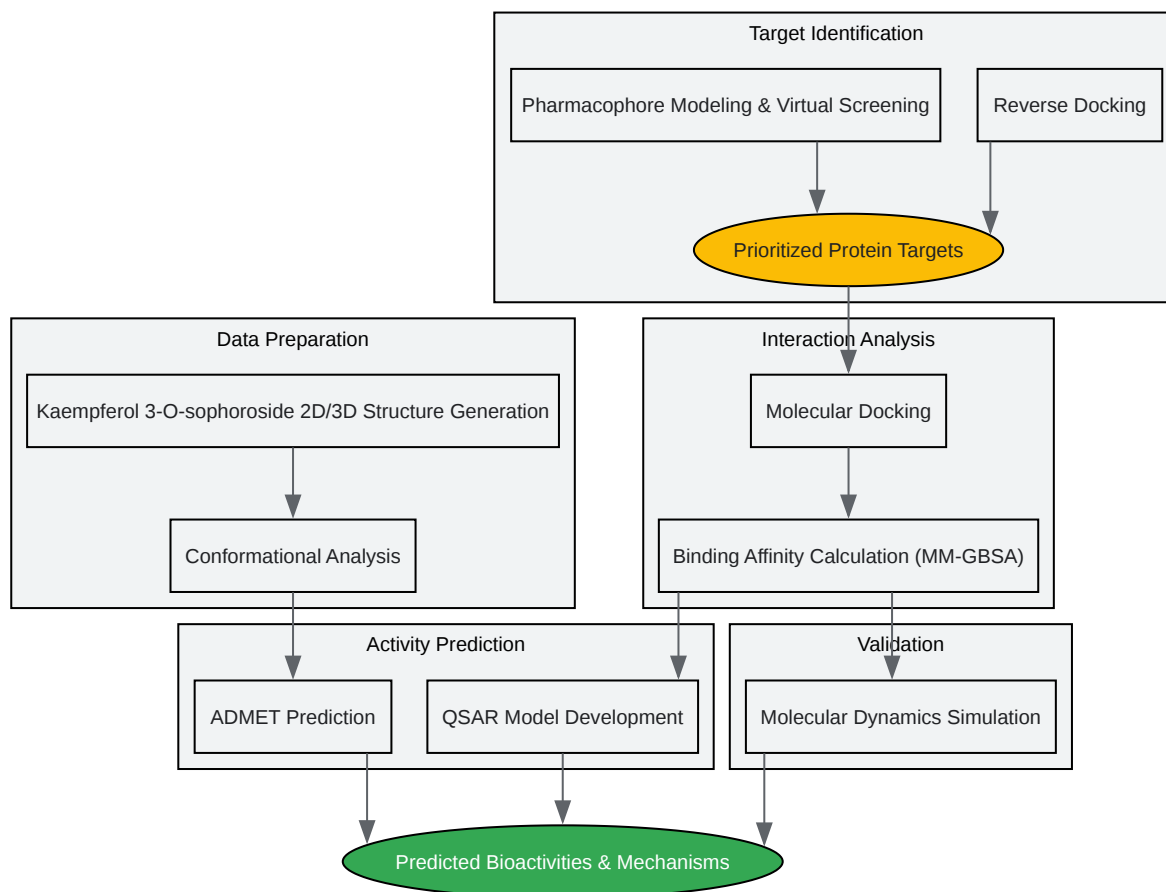 Target Identification
Pharmacophore Modeling & Virtual Screening
Reverse Docking
Prioritized Protein Targets
Data Preparation
Interaction Analysis
Kaempferol 3-O-sophoroside 2D/3D Structure Generation
Molecular Docking
Conformational Analysis
Binding Affinity Calculation (MM-GBSA)
Activity Prediction
Validation
ADMET Prediction
QSAR Model Development
Molecular Dynamics Simulation
Predicted Bioactivities & Mechanisms